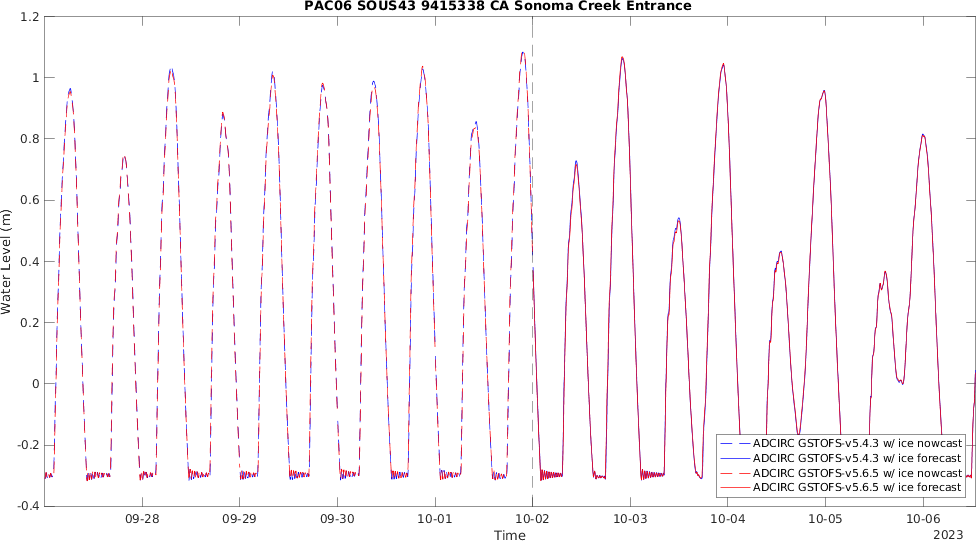 PAC06 SOUS43 9415338 CA Sonoma Creek Entrance
1.2
1
0.8
0.6
0.4
0.2
0
-0.2
-0.4
Water Level (m)
ADCIRC GSTOFS-v5.4.3 w/ ice nowcast
ADCIRC GSTOFS-v5.4.3 w/ ice forecast
ADCIRC GSTOFS-v5.6.5 w/ ice nowcast
ADCIRC GSTOFS-v5.6.5 w/ ice forecast
09-28 09-29 09-30 10-01 10-02 10-03 10-04 10-05 10-06
Time
2023